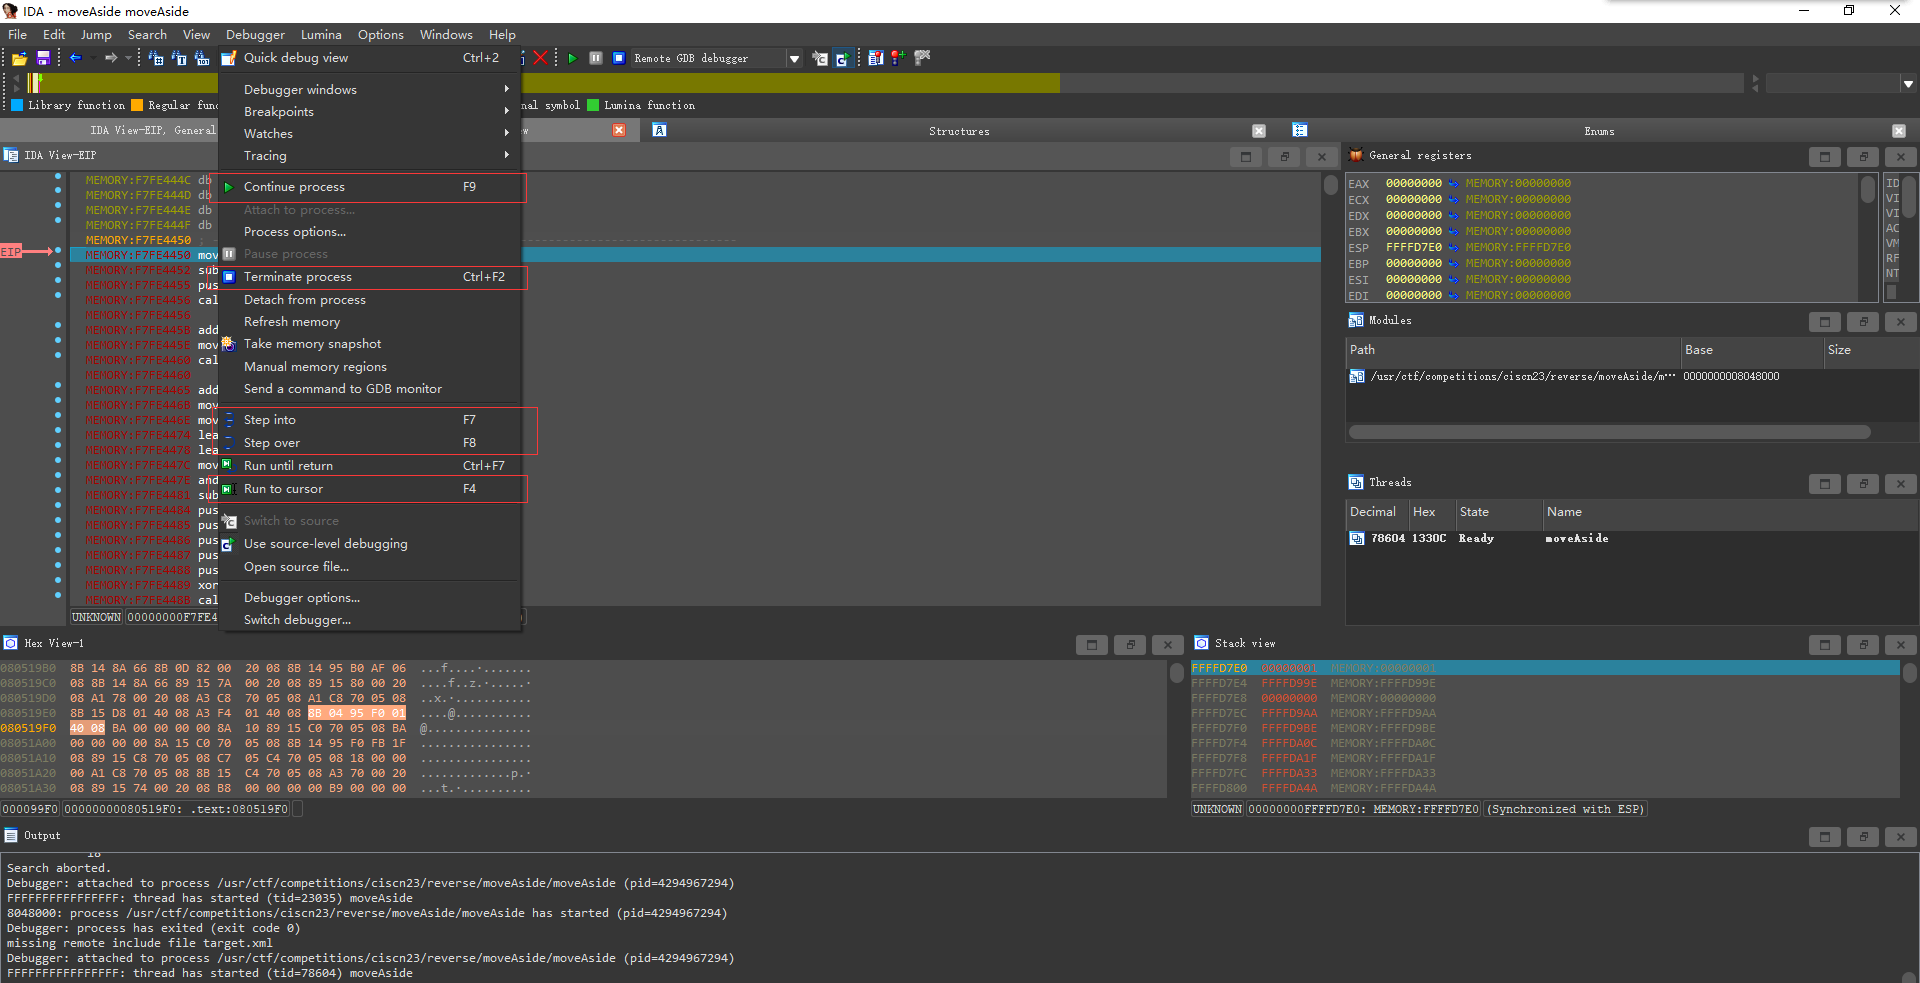 IDA - moveAside moveAside
File Edit Jump Search View Debugger Lumina Options Windows Help
Remote GDB debugger
Library function Regular func
nal symbol Lumina function
IDA View-EIP, General
Structures
Enums
IDA View-EIP
Quick debug view Ctrl+2
Debugger windows
Breakpoints
Watches
Tracing
Continue process F9
Attach to process...
Process options...
Pause process
Terminate process Ctrl+F2
Detach from process
Refresh memory
Take memory snapshot
Manual memory regions
Send a command to GDB monitor
Step into F7
Step over F8
Run until return Ctrl+F7
Run to cursor F4
Switch to source
Use source-level debugging
Open source file...
Debugger options...
Switch debugger...
MEMORY:F7FE444C db
MEMORY:F7FE444D db
MEMORY:F7FE444E db
MEMORY:F7FE444F db
MEMORY:F7FE4450 ;
EIP
MEMORY:F7FE4450 mov
MEMORY:F7FE4452 sub
MEMORY:F7FE4455 pus
MEMORY:F7FE4456 cal
MEMORY:F7FE4456
MEMORY:F7FE445B add
MEMORY:F7FE445E mov
MEMORY:F7FE4460 cal
MEMORY:F7FE4460
MEMORY:F7FE4465 add
MEMORY:F7FE446B mov
MEMORY:F7FE446E mov
MEMORY:F7FE4474 lea
MEMORY:F7FE4478 lea
MEMORY:F7FE447C mov
MEMORY:F7FE447E and
MEMORY:F7FE4481 sub
MEMORY:F7FE4484 pus
MEMORY:F7FE4485 pus
MEMORY:F7FE4486 pus
MEMORY:F7FE4487 pus
MEMORY:F7FE4488 pus
MEMORY:F7FE4489 xor
MEMORY:F7FE448B cal
UNKNOWN 00000000F7FE4
General registers
EAX 00000000 MEMORY:00000000
ECX 00000000 MEMORY:00000000
EDX 00000000 MEMORY:00000000
EBX 00000000 MEMORY:00000000
ESP FFFFD7E0 MEMORY:FFFFD7E0
EBP 00000000 MEMORY:00000000
ESI 00000000 MEMORY:00000000
EDI 00000000 MEMORY:00000000
ID
VI
VI
AC
VM
RF
NT
Modules
Path Base Size
/usr/ctf/competitions/ciscn23/reverse/moveAside/m··· 0000000008048000
Threads
Decimal Hex State Name
78604 1330C Ready moveAside
Hex View-1
080519B0 8B 14 8A 66 8B 0D 82 00 20 08 8B 14 95 B0 AF 06 ...f....·.......
080519C0 08 8B 14 8A 66 89 15 7A 00 20 08 89 15 80 00 20 ....f..z.·.....·
080519D0 08 A1 78 00 20 08 A3 C8 70 05 08 A1 C8 70 05 08 ..x.·...........
080519E0 8B 15 D8 01 40 08 A3 F4 01 40 08 8B 04 95 F0 01 ....@...........
080519F0 40 08 BA 00 00 00 00 8A 10 89 15 C0 70 05 08 BA @...............
08051A00 00 00 00 00 8A 15 C0 70 05 08 8B 14 95 F0 FB 1F ................
08051A10 08 89 15 C8 70 05 08 C7 05 C4 70 05 08 18 00 00 ................
08051A20 00 A1 C8 70 05 08 8B 15 C4 70 05 08 A3 70 00 20 .............p.·
08051A30 08 89 15 74 00 20 08 B8 00 00 00 00 B9 00 00 00 ...t.·..........
000099F0 00000000080519F0: .text:080519F0
Stack view
FFFFD7E0 00000001 MEMORY:00000001
FFFFD7E4 FFFFD99E MEMORY:FFFFD99E
FFFFD7E8 00000000 MEMORY:00000000
FFFFD7EC FFFFD9AA MEMORY:FFFFD9AA
FFFFD7F0 FFFFD9BE MEMORY:FFFFD9BE
FFFFD7F4 FFFFDA0C MEMORY:FFFFDA0C
FFFFD7F8 FFFFDA1F MEMORY:FFFFDA1F
FFFFD7FC FFFFDA33 MEMORY:FFFFDA33
FFFFD800 FFFFDA4A MEMORY:FFFFDA4A
UNKNOWN 00000000FFFFD7E0: MEMORY:FFFFD7E0 (Synchronized with ESP)
Output
Search aborted.
Debugger: attached to process /usr/ctf/competitions/ciscn23/reverse/moveAside/moveAside (pid=4294967294)
FFFFFFFFFFFFFFFF: thread has started (tid=23035) moveAside
8048000: process /usr/ctf/competitions/ciscn23/reverse/moveAside/moveAside has started (pid=4294967294)
Debugger: process has exited (exit code 0)
missing remote include file target.xml
Debugger: attached to process /usr/ctf/competitions/ciscn23/reverse/moveAside/moveAside (pid=4294967294)
FFFFFFFFFFFFFFFF: thread has started (tid=78604) moveAside